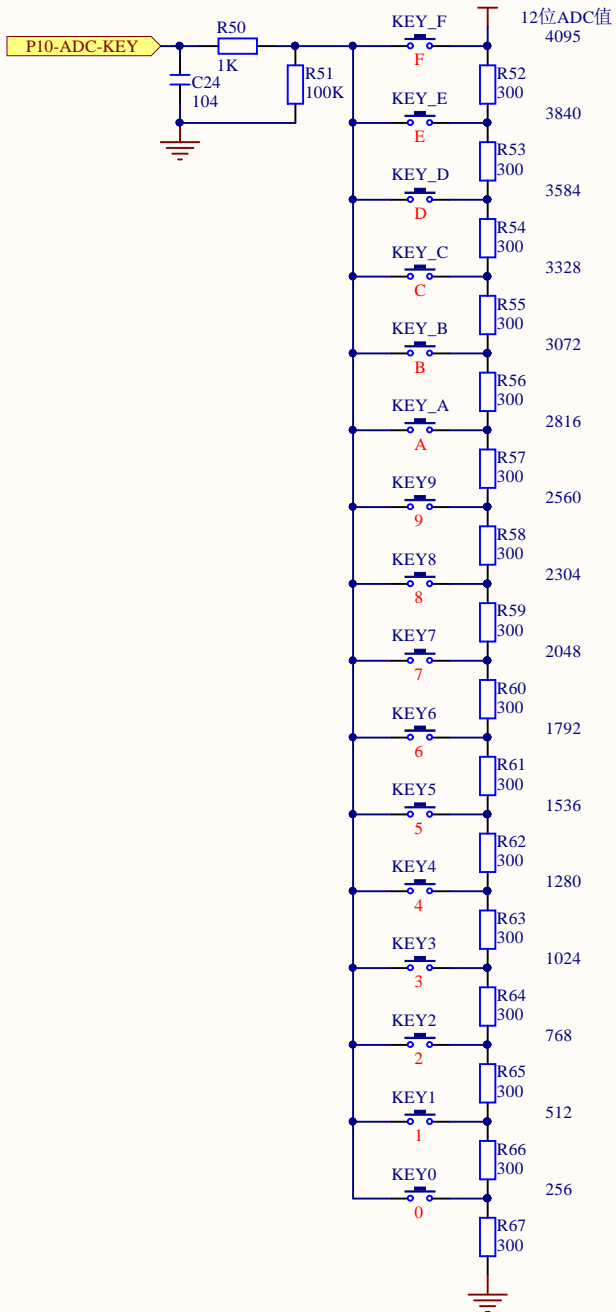 12位ADC值
P10-ADC-KEY
R50
1K
C24
104
R51
100K
KEY_F
F
4095
R52
300
KEY_E
E
3840
R53
300
KEY_D
D
3584
R54
300
KEY_C
C
3328
R55
300
KEY_B
B
3072
R56
300
KEY_A
A
2816
R57
300
KEY9
9
2560
R58
300
KEY8
8
2304
R59
300
KEY7
7
2048
R60
300
KEY6
6
1792
R61
300
KEY5
5
1536
R62
300
KEY4
4
1280
R63
300
KEY3
3
1024
R64
300
KEY2
2
768
R65
300
KEY1
1
512
R66
300
KEY0
0
256
R67
300